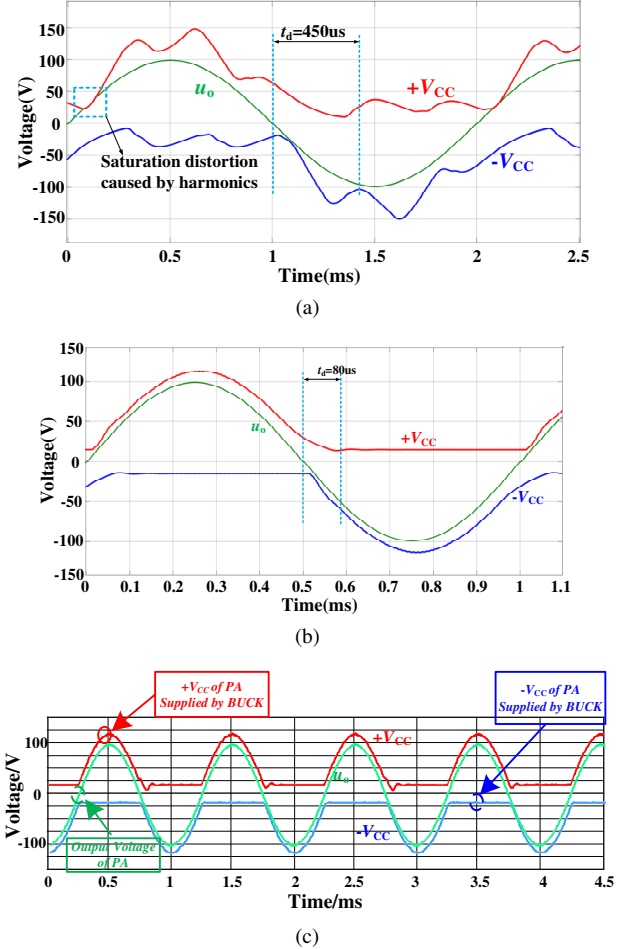 150
100
50
0
-50
-100
-150
Voltage(V)
t_d=450us
u_o
+V_CC
-V_CC
Saturation distortion
caused by harmonics
0 0.5 1 1.5 2 2.5
Time(ms)
(a)
150
100
50
0
-50
-100
-150
Voltage(V)
t_d=80us
u_o
+V_CC
-V_CC
0 0.1 0.2 0.3 0.4 0.5 0.6 0.7 0.8 0.9 1 1.1
Time(ms)
(b)
+V_CC of PA
Supplied by BUCK
-V_CC of PA
Supplied by BUCK
100
0
-100
Voltage/V
+V_CC
u_o
-V_CC
Output Voltage
of PA
0 0.5 1 1.5 2 2.5 3 3.5 4 4.5
Time/ms
(c)